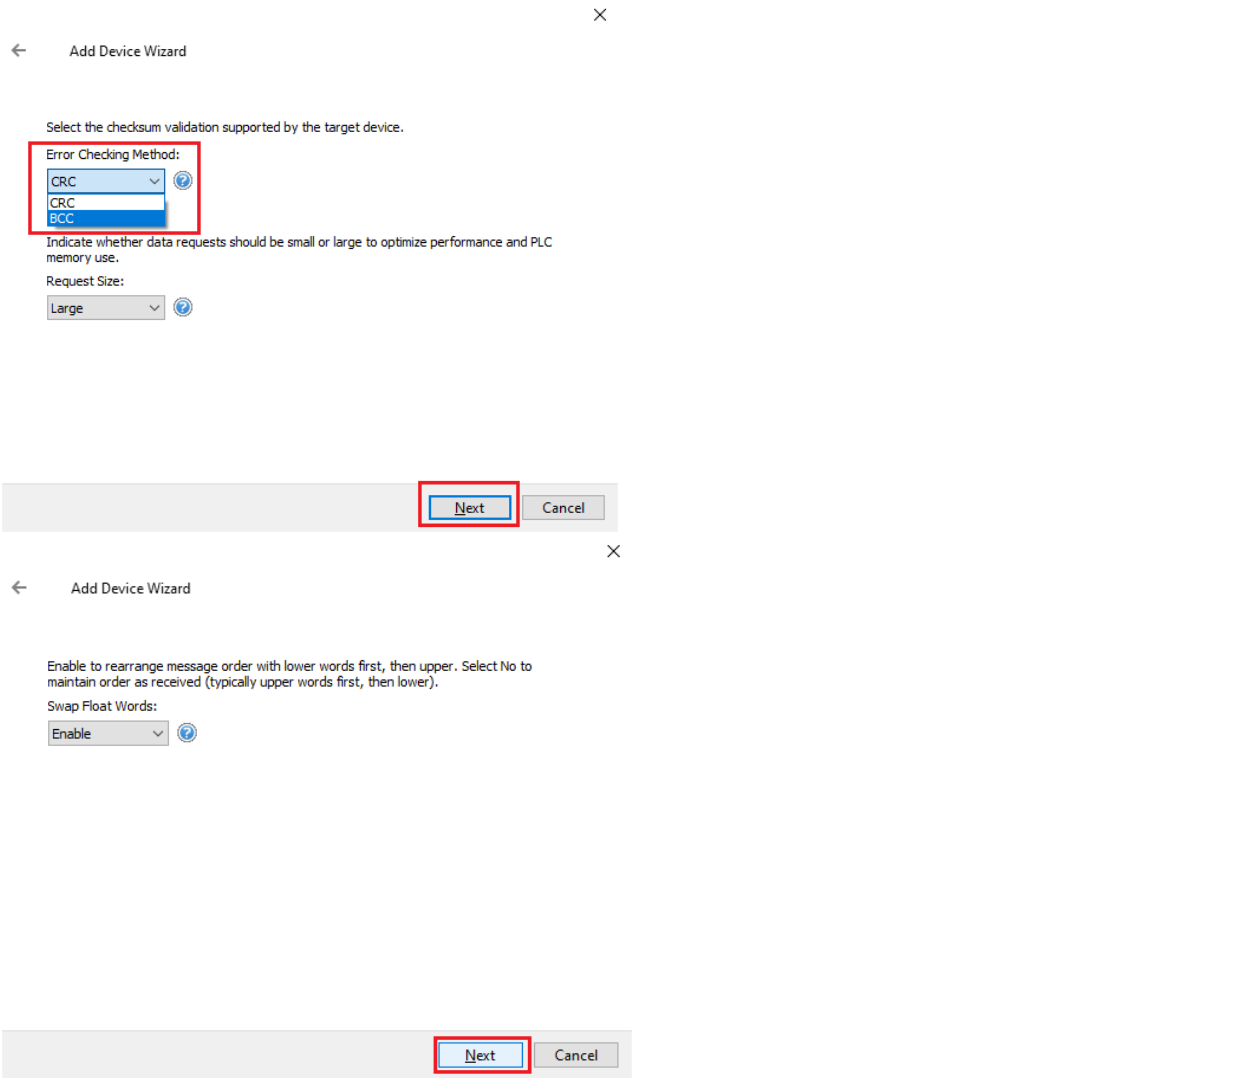 Add Device Wizard
Select the checksum validation supported by the target device.
Error Checking Method:
CRC
CRC
BCC
Indicate whether data requests should be small or large to optimize performance and PLC
memory use.
Request Size:
Large
Next
Cancel
Add Device Wizard
Enable to rearrange message order with lower words first, then upper. Select No to
maintain order as received (typically upper words first, then lower).
Swap Float Words:
Enable
Next
Cancel